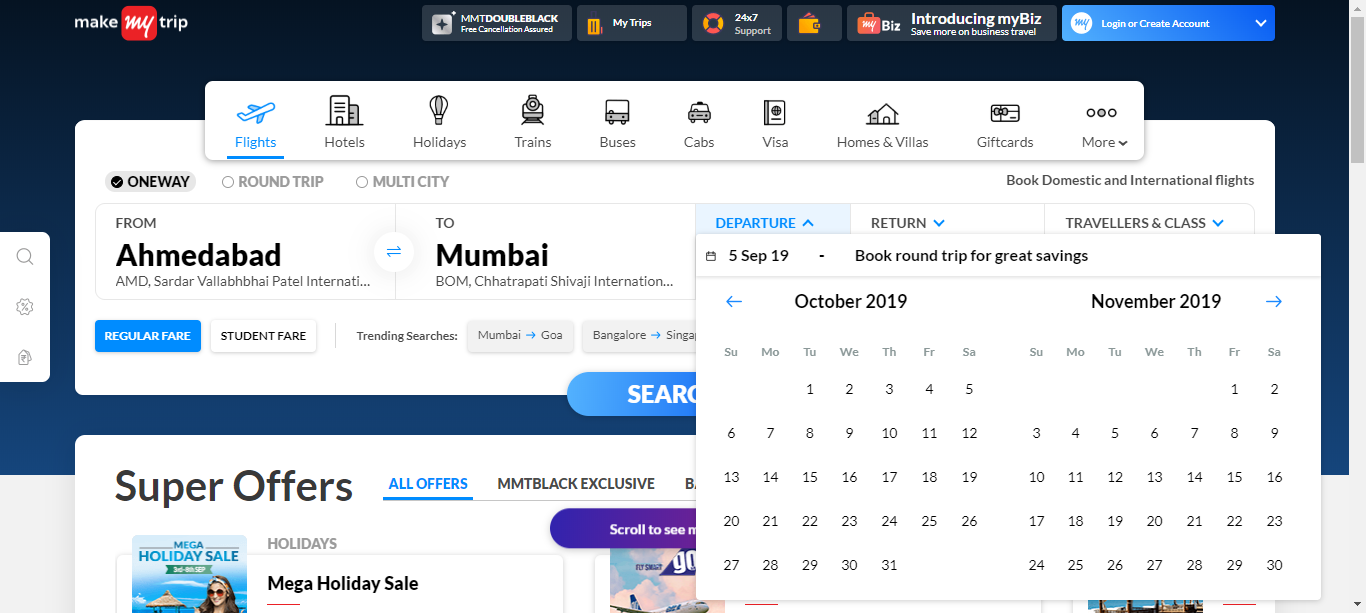 make my trip
MMTDOUBLEBLACK
Free Cancellation Assured
My Trips
24x7
Support
my Biz
Introducing myBiz
Save more on business travel
my
Login or Create Account
Flights
Hotels
Holidays
Trains
Buses
Cabs
Visa
Homes & Villas
Giftcards
More
ONEWAY
ROUND TRIP
MULTI CITY
Book Domestic and International flights
FROM
Ahmedabad
AMD, Sardar Vallabhbhai Patel Internati...
TO
Mumbai
BOM, Chhatrapati Shivaji Internation...
DEPARTURE
RETURN
TRAVELLERS & CLASS
5 Sep 19 - Book round trip for great savings
October 2019
Su Mo Tu We Th Fr Sa
1 2 3 4 5
6 7 8 9 10 11 12
13 14 15 16 17 18 19
20 21 22 23 24 25 26
27 28 29 30 31
November 2019
Su Mo Tu We Th Fr Sa
1 2
3 4 5 6 7 8 9
10 11 12 13 14 15 16
17 18 19 20 21 22 23
24 25 26 27 28 29 30
REGULAR FARE
STUDENT FARE
Trending Searches:
Mumbai → Goa
Bangalore → Singap
SEARC
Super Offers
ALL OFFERS
MMTBLACK EXCLUSIVE
BA
Scroll to see m
MEGA
HOLIDAY SALE
3rd-8th SEP
HOLIDAYS
Mega Holiday Sale
FLY SMART
GO